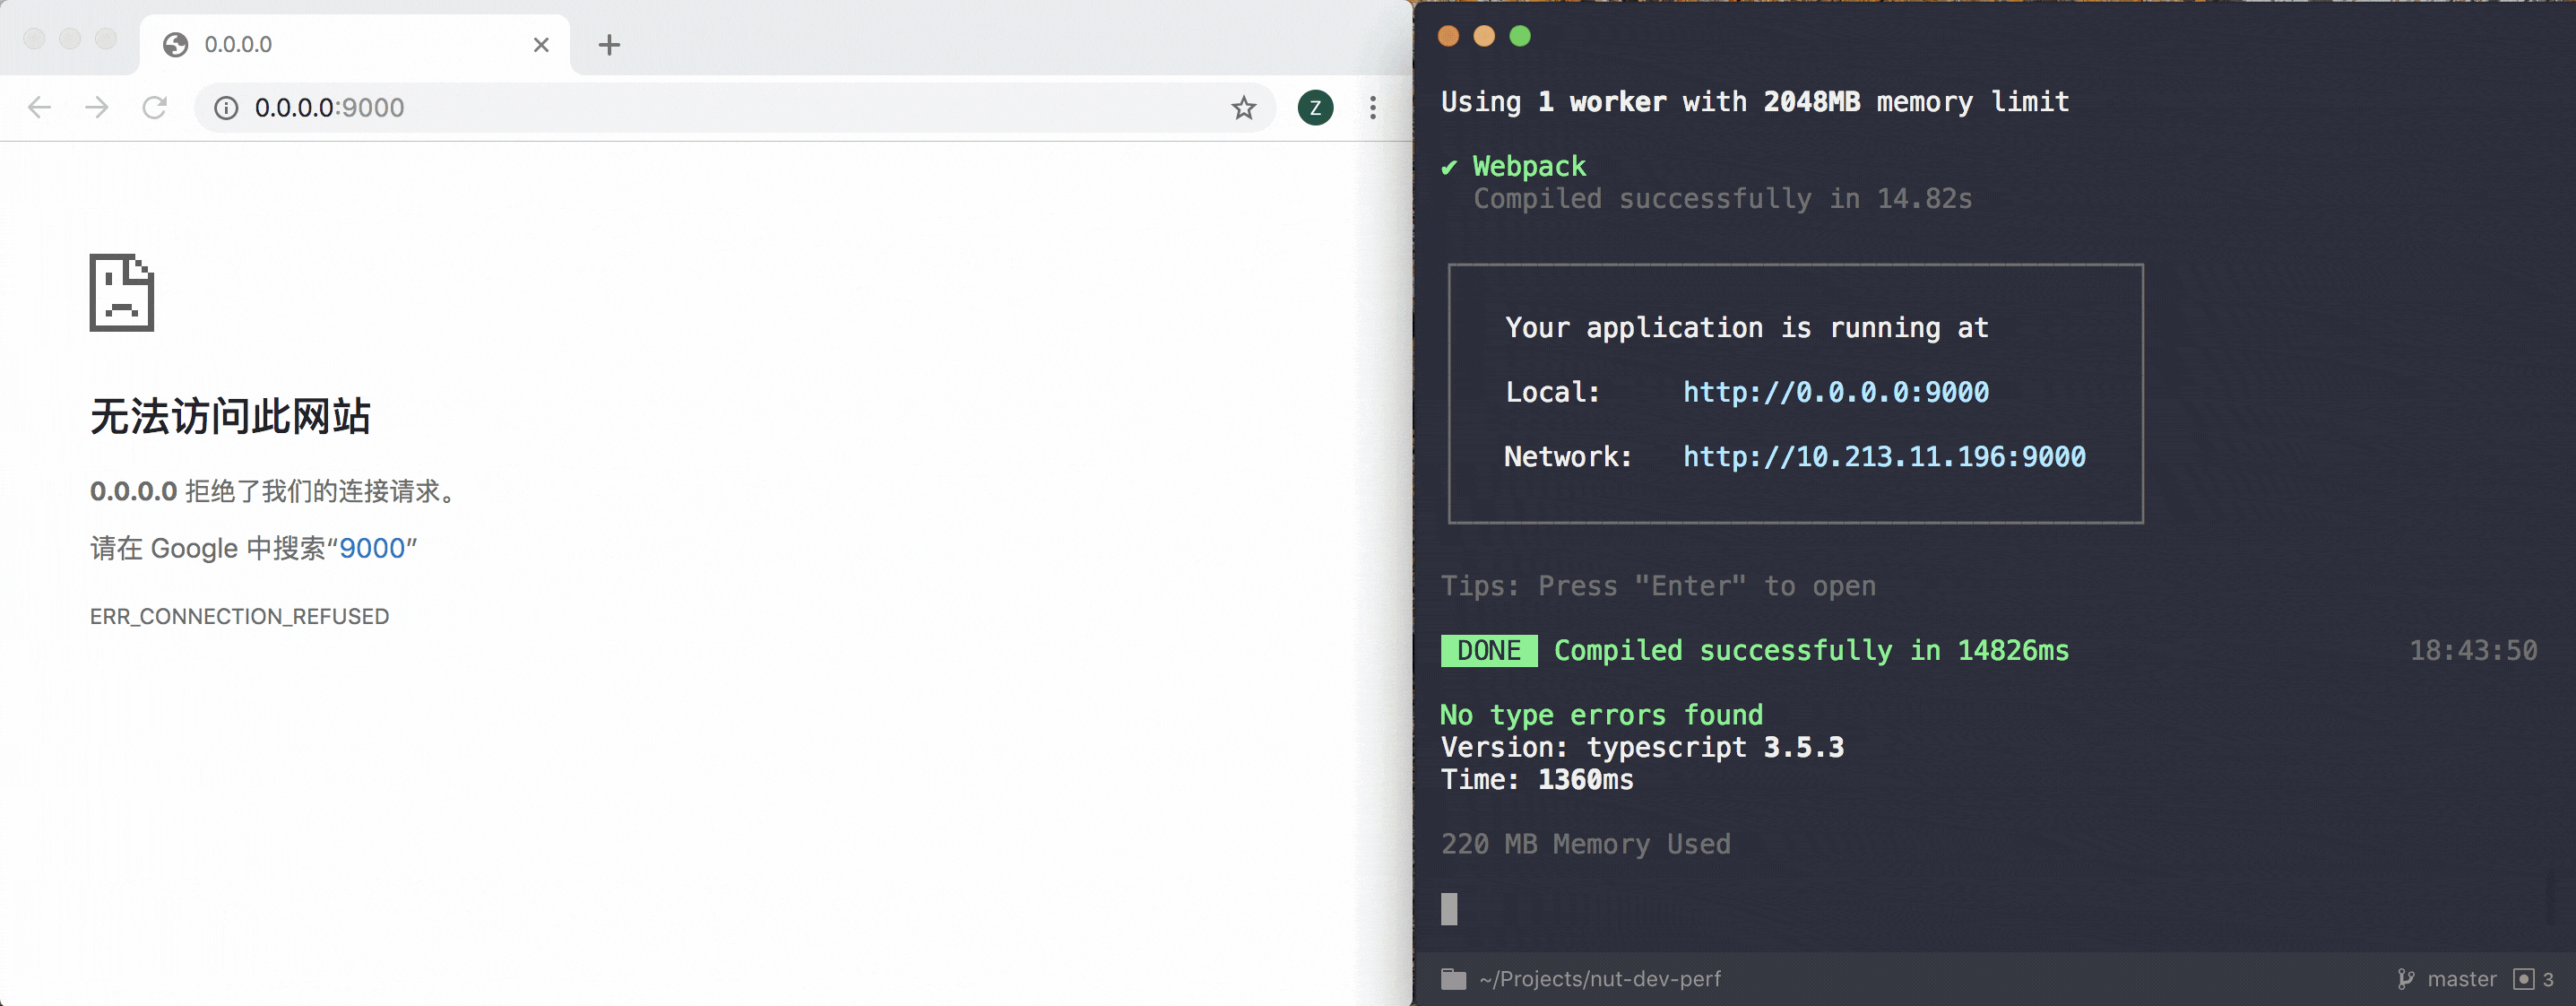 0.0.0.0
0.0.0.0:9000
Z
无法访问此网站
0.0.0.0 拒绝了我们的连接请求。
请在 Google 中搜索“9000”
ERR_CONNECTION_REFUSED
Using 1 worker with 2048MB memory limit
✔ Webpack
Compiled successfully in 14.82s
Your application is running at
Local: http://0.0.0.0:9000
Network: http://10.213.11.196:9000
Tips: Press "Enter" to open
DONE Compiled successfully in 14826ms 18:43:50
No type errors found
Version: typescript 3.5.3
Time: 1360ms
220 MB Memory Used
~/Projects/nut-dev-perf master 3